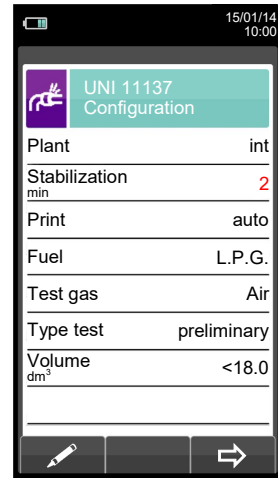 15/01/14
10:00
UNI 11137
Configuration
Plant int
Stabilization
min 2
Print auto
Fuel L.P.G.
Test gas Air
Type test preliminary
Volume
dm³ <18.0